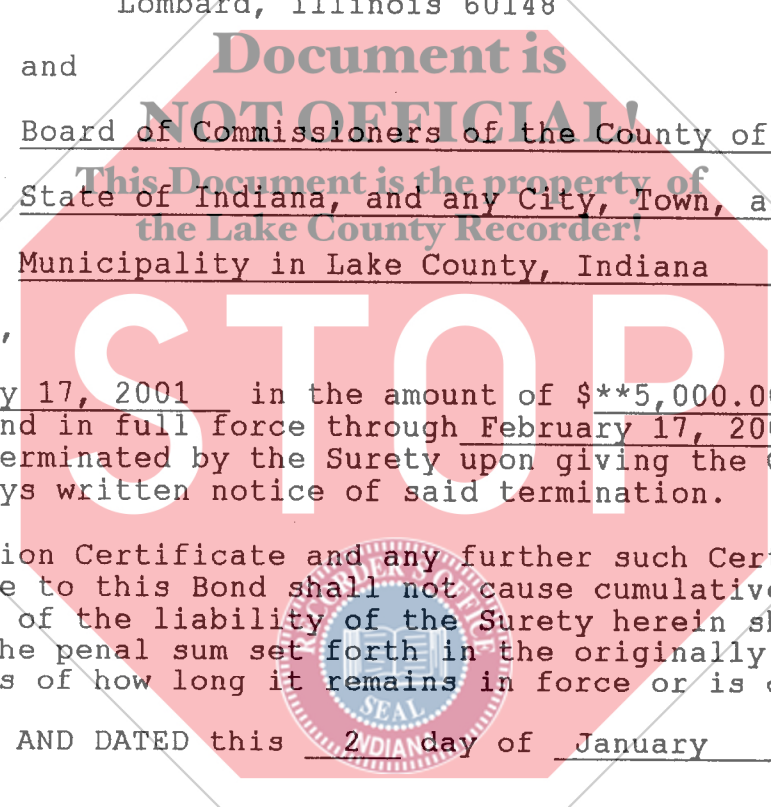 Lombard, Illinois 60148
Document is
and
NOT OFFICIAL!
Board of Commissioners of the County of
This Document is the property of
State of Indiana, and any City, Town, a
the Lake County Recorder!
Municipality in Lake County, Indiana
STOP
,
y 17, 2001 in the amount of $**5,000.0
nd in full force through February 17, 20
erminated by the Surety upon giving the
ys written notice of said termination.
ion Certificate and any further such Cer
e to this Bond shall not cause cumulativ
of the liability of the Surety herein s
he penal sum set forth in the originally
s of how long it remains in force or is
RECORDER'S OFFICE
SEAL
INDIANA
AND DATED this 2 day of January